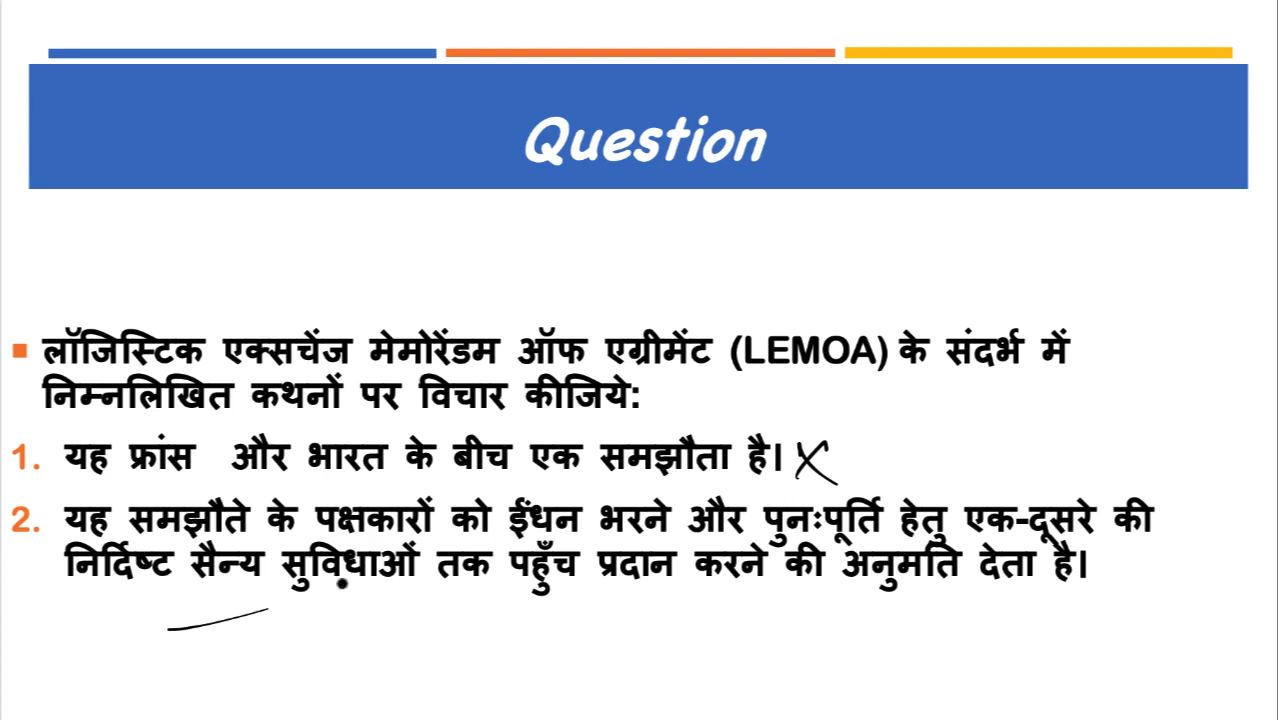 Question
▪ लॉजिस्टिक एक्सचेंज मेमोरेंडम ऑफ एग्रीमेंट (LEMOA) के संदर्भ में
निम्नलिखित कथनों पर विचार कीजिये:
1. यह फ्रांस और भारत के बीच एक समझौता है।
2. यह समझौते के पक्षकारों को ईंधन भरने और पुनःपूर्ति हेतु एक-दूसरे की
निर्दिष्ट सैन्य सुविधाओं तक पहुँच प्रदान करने की अनुमति देता है।